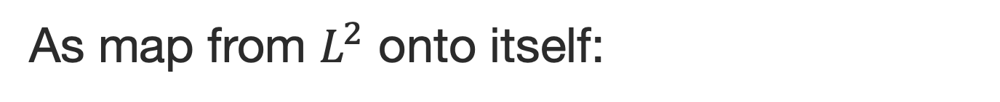 As map from 𝐿² onto itself: